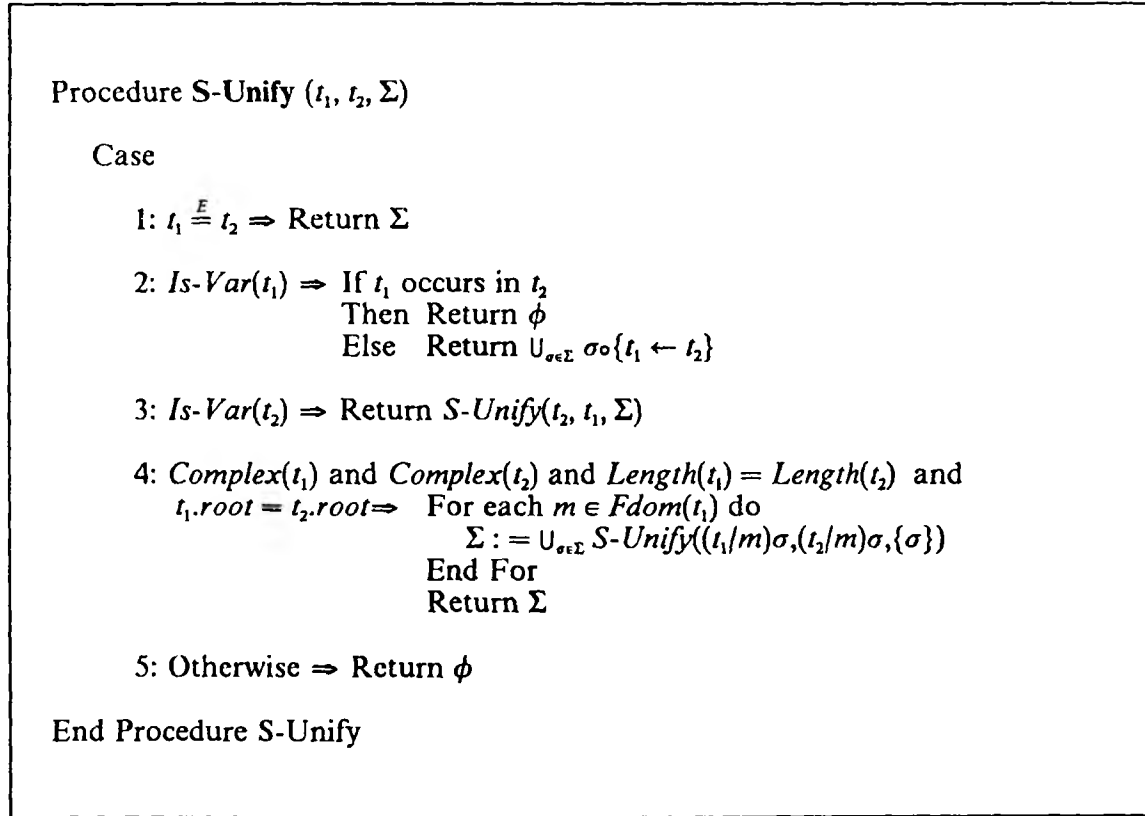 Procedure S-Unify (t₁, t₂, Σ)
Case
1: t₁ ᴱ= t₂ ⇒ Return Σ
2: Is-Var(t₁) ⇒ If t₁ occurs in t₂
Then Return ϕ
Else Return ∪σεΣ σo{t₁ ← t₂}
3: Is-Var(t₂) ⇒ Return S-Unify(t₂, t₁, Σ)
4: Complex(t₁) and Complex(t₂) and Length(t₁) = Length(t₂) and
t₁.root = t₂.root⇒ For each m ∈ Fdom(t₁) do
Σ : = ∪σεΣ S-Unify((t₁/m)σ,(t₂/m)σ,{σ})
End For
Return Σ
5: Otherwise ⇒ Return ϕ
End Procedure S-Unify